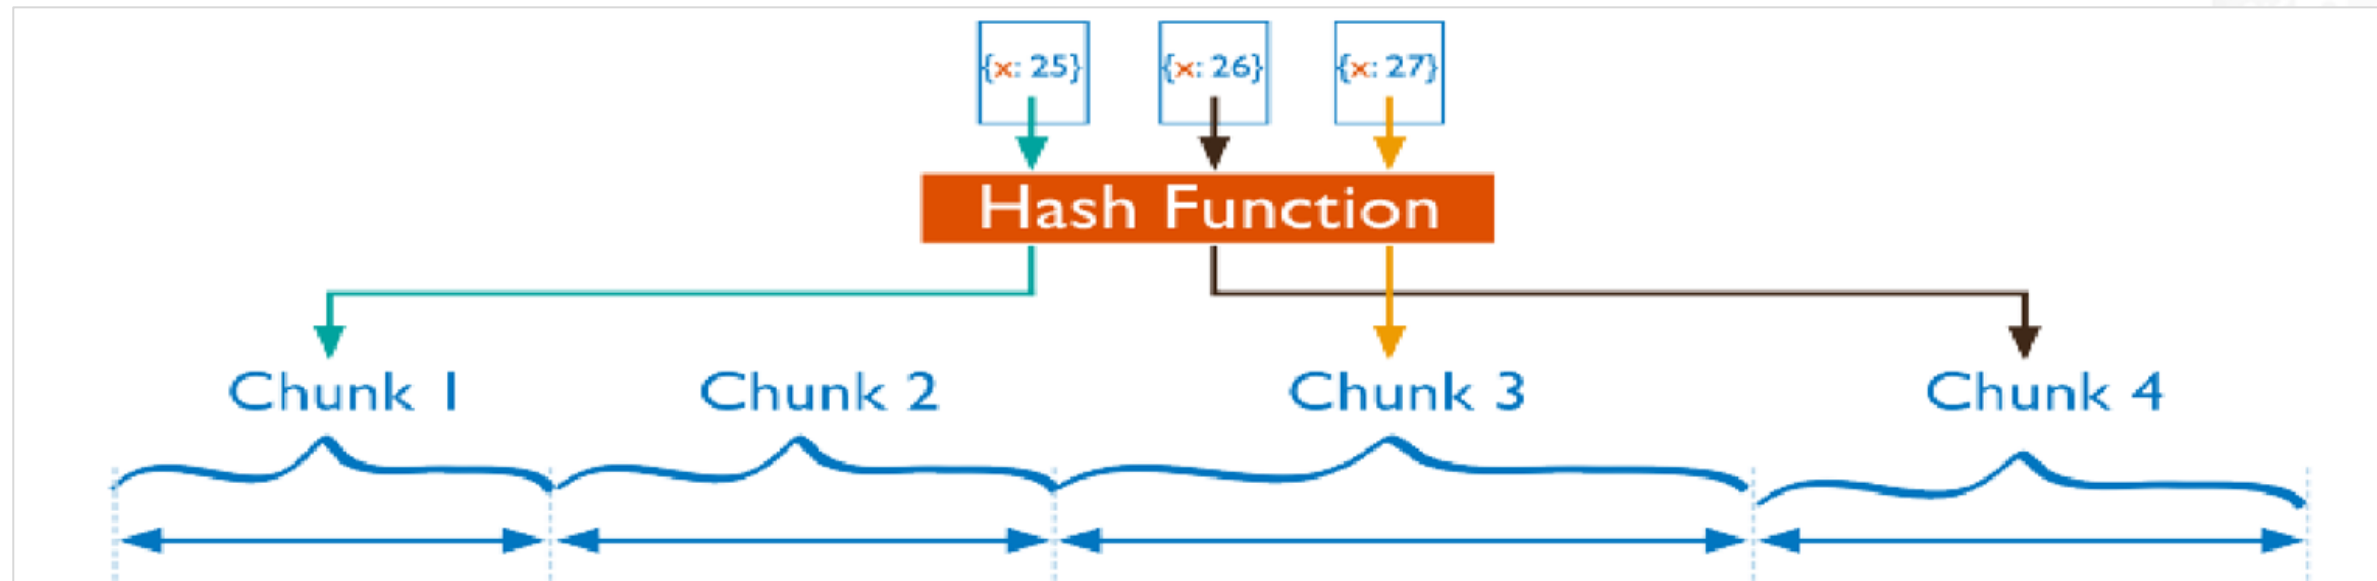 {x: 25} {x: 26} {x: 27}
Hash Function
Chunk 1 Chunk 2 Chunk 3 Chunk 4